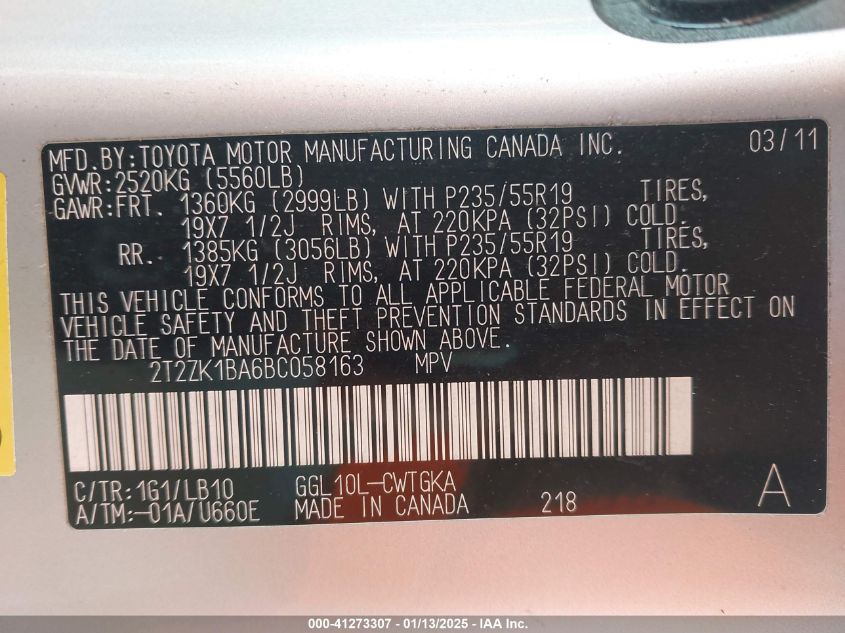 MFD.BY:TOYOTA MOTOR MANUFACTURING CANADA INC. 03/11
GVWR:2520KG (5560LB)
GAWR:FRT. 1360KG (2999LB) WITH P235/55R19 TIRES,
19X7 1/2J RIMS, AT 220KPA (32PSI) COLD.
RR. 1385KG (3056LB) WITH P235/55R19 TIRES,
19X7 1/2J RIMS, AT 220KPA (32PSI) COLD.
THIS VEHICLE CONFORMS TO ALL APPLICABLE FEDERAL MOTOR
VEHICLE SAFETY AND THEFT PREVENTION STANDARDS IN EFFECT ON
THE DATE OF MANUFACTURE SHOWN ABOVE.
2T2ZK1BA6BC058163 MPV
C/TR:1G1/LB10 GGL10L-CWTGKA A
A/TM:-01A/U660E MADE IN CANADA 218
000-41273307 - 01/13/2025 - IAA Inc.